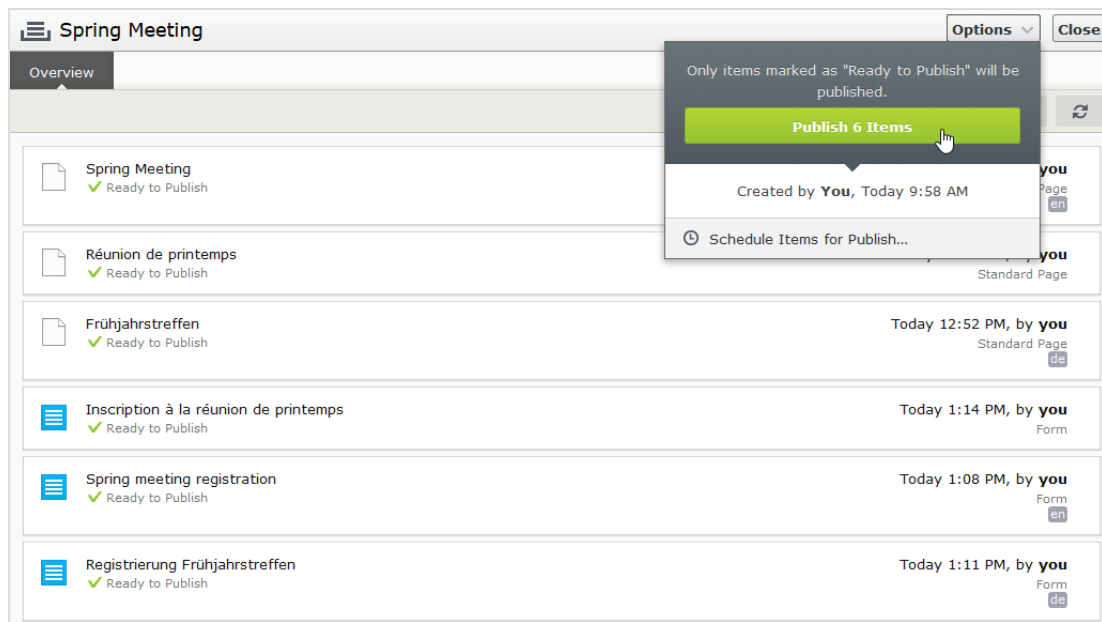 Spring Meeting
Options
Close
Overview
Only items marked as "Ready to Publish" will be
published.
Publish 6 Items
Created by You, Today 9:58 AM
Schedule Items for Publish...
Spring Meeting
you
Ready to Publish
Page
en
Réunion de printemps
you
Ready to Publish
Standard Page
Frühjahrstreffen
Today 12:52 PM, by you
Ready to Publish
Standard Page
de
Inscription à la réunion de printemps
Today 1:14 PM, by you
Ready to Publish
Form
Spring meeting registration
Today 1:08 PM, by you
Ready to Publish
Form
en
Registrierung Frühjahrstreffen
Today 1:11 PM, by you
Ready to Publish
Form
de